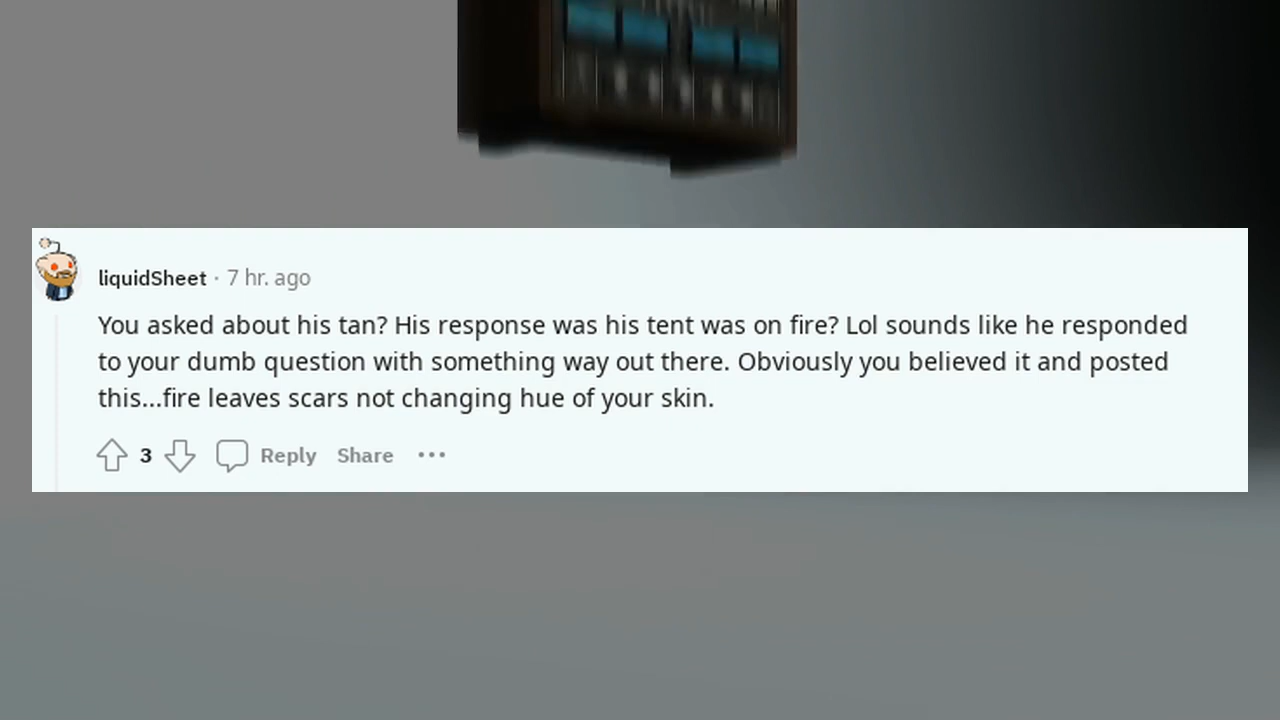 liquidSheet · 7 hr. ago
You asked about his tan? His response was his tent was on fire? Lol sounds like he responded
to your dumb question with something way out there. Obviously you believed it and posted
this...fire leaves scars not changing hue of your skin.
3 Reply Share ···